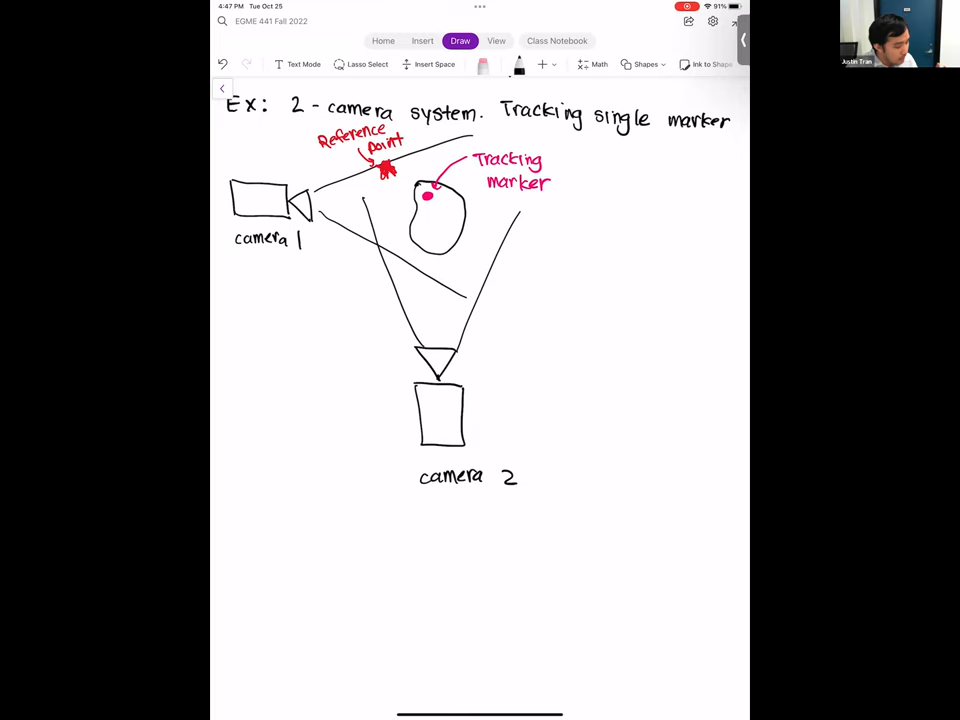 4:47 PM Tue Oct 25
91%
EGME 441 Fall 2022
Home Insert Draw View Class Notebook
Text Mode Lasso Select Insert Space Math Shapes Ink to Shape
Justin Tran
Ex: 2 - camera system. Tracking single marker
Reference
point
Tracking
marker
camera 1
camera 2